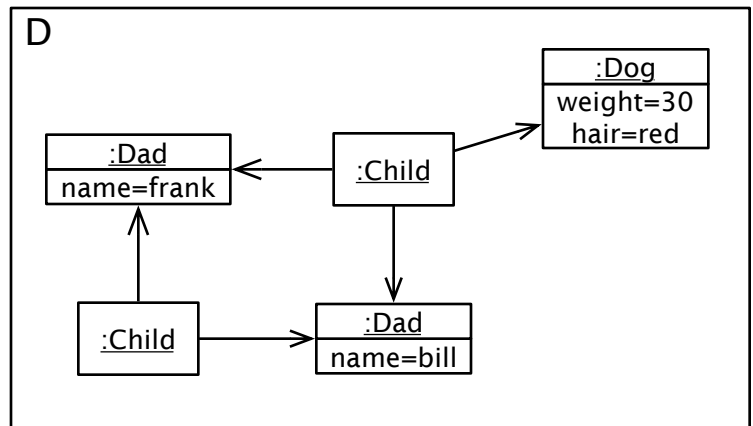 D
:Dog
weight=30
hair=red
:Dad
name=frank
:Child
:Child
:Dad
name=bill